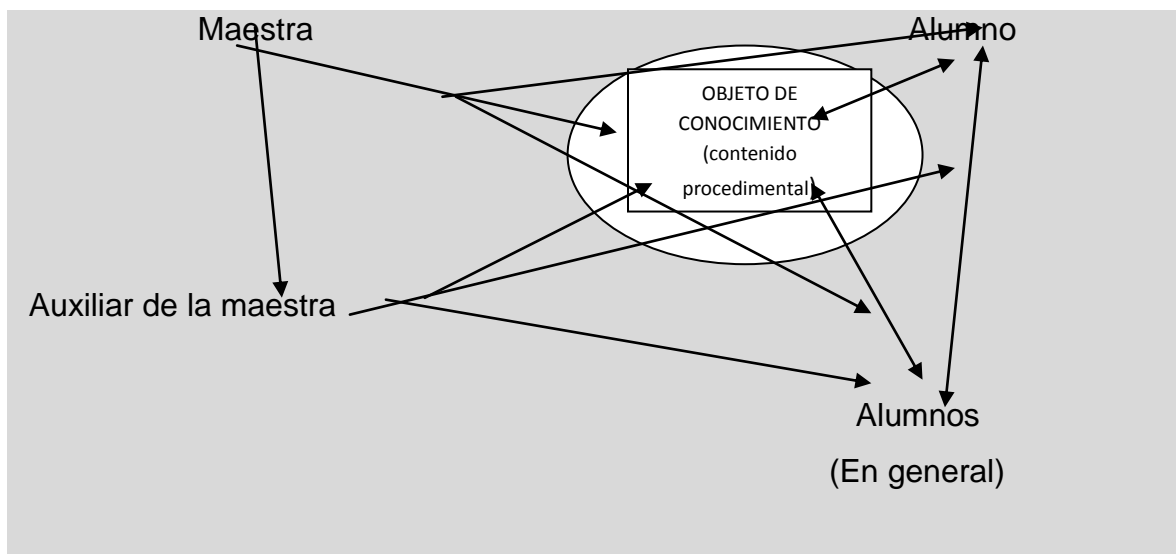 Maestra
Alumno
OBJETO DE
CONOCIMIENTO
(contenido
procedimental)
Auxiliar de la maestra
Alumnos
(En general)